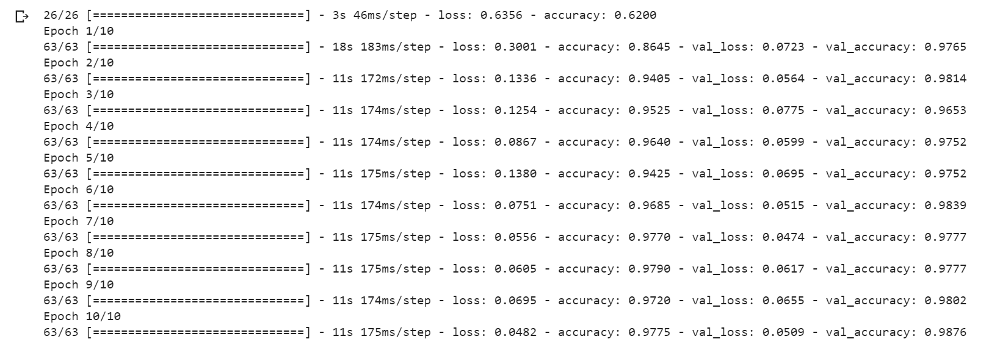 26/26 [==============================] - 3s 46ms/step - loss: 0.6356 - accuracy: 0.6200
Epoch 1/10
63/63 [==============================] - 18s 183ms/step - loss: 0.3001 - accuracy: 0.8645 - val_loss: 0.0723 - val_accuracy: 0.9765
Epoch 2/10
63/63 [==============================] - 11s 172ms/step - loss: 0.1336 - accuracy: 0.9405 - val_loss: 0.0564 - val_accuracy: 0.9814
Epoch 3/10
63/63 [==============================] - 11s 174ms/step - loss: 0.1254 - accuracy: 0.9525 - val_loss: 0.0775 - val_accuracy: 0.9653
Epoch 4/10
63/63 [==============================] - 11s 174ms/step - loss: 0.0867 - accuracy: 0.9640 - val_loss: 0.0599 - val_accuracy: 0.9752
Epoch 5/10
63/63 [==============================] - 11s 175ms/step - loss: 0.1380 - accuracy: 0.9425 - val_loss: 0.0695 - val_accuracy: 0.9752
Epoch 6/10
63/63 [==============================] - 11s 174ms/step - loss: 0.0751 - accuracy: 0.9685 - val_loss: 0.0515 - val_accuracy: 0.9839
Epoch 7/10
63/63 [==============================] - 11s 175ms/step - loss: 0.0556 - accuracy: 0.9770 - val_loss: 0.0474 - val_accuracy: 0.9777
Epoch 8/10
63/63 [==============================] - 11s 175ms/step - loss: 0.0605 - accuracy: 0.9790 - val_loss: 0.0617 - val_accuracy: 0.9777
Epoch 9/10
63/63 [==============================] - 11s 174ms/step - loss: 0.0695 - accuracy: 0.9720 - val_loss: 0.0655 - val_accuracy: 0.9802
Epoch 10/10
63/63 [==============================] - 11s 175ms/step - loss: 0.0482 - accuracy: 0.9775 - val_loss: 0.0509 - val_accuracy: 0.9876